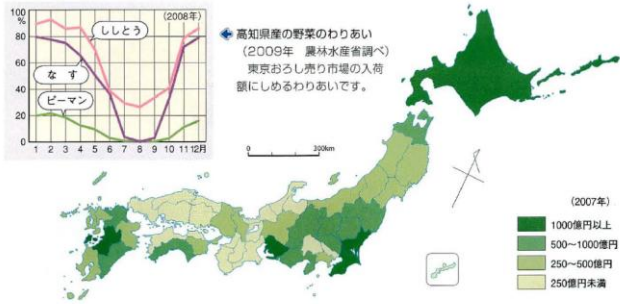 100
%
80
60
40
20
0
1 2 3 4 5 6 7 8 9 10 11 12月
(2008年)
ししとう
なす
ピーマン
高知県産の野菜のわりあい
(2009年 農林水産省調べ)
東京おろし売り市場の入荷
額にしめるわりあいです。
0 200km
(2007年)
1000億円以上
500〜1000億円
250〜500億円
250億円未満